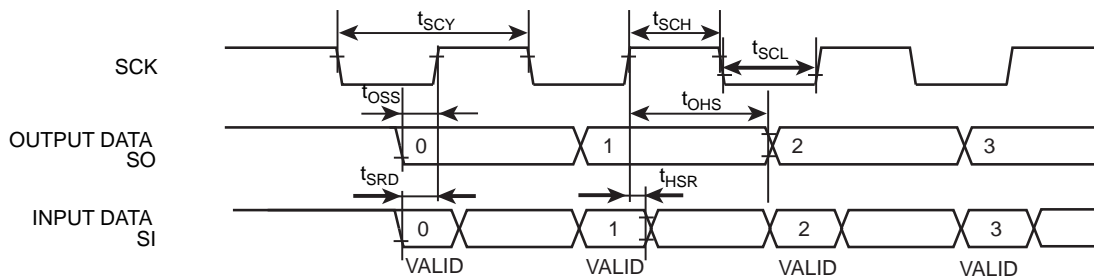 tSCY
tSCH
SCK
tSCL
tOSS
tOHS
OUTPUT DATA
SO
0
1
2
3
tSRD
tHSR
INPUT DATA
SI
0
1
2
3
VALID
VALID
VALID
VALID